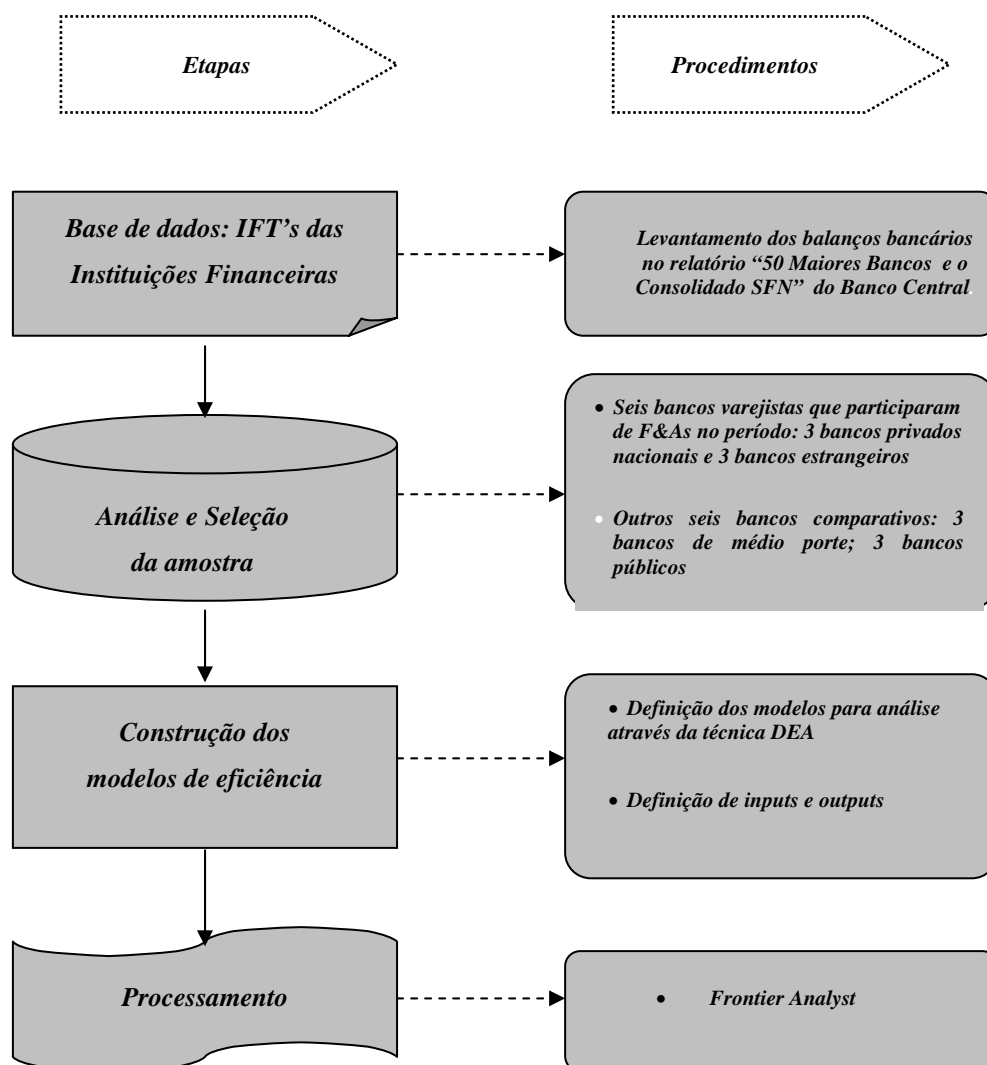 Etapas
Procedimentos
Base de dados: IFT’s das
Instituições Financeiras
Levantamento dos balanços bancários
no relatório “50 Maiores Bancos e o
Consolidado SFN” do Banco Central.
Análise e Seleção
da amostra
• Seis bancos varejistas que participaram
de F&As no período: 3 bancos privados
nacionais e 3 bancos estrangeiros
• Outros seis bancos comparativos: 3
bancos de médio porte; 3 bancos
públicos
Construção dos
modelos de eficiência
• Definição dos modelos para análise
através da técnica DEA
• Definição de inputs e outputs
Processamento
• Frontier Analyst